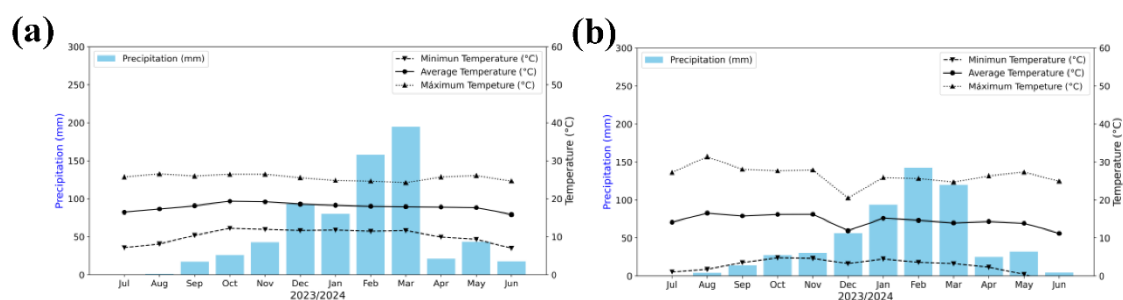 (a)
Precipitation (mm)
Minimun Temperature (°C)
Average Temperature (°C)
Máximum Tempeture (°C)
Precipitation (mm)
Temperature (°C)
300
250
200
150
100
50
0
60
50
40
30
20
10
0
Jul Aug Sep Oct Nov Dec Jan Feb Mar Apr May Jun
2023/2024
(b)
Precipitation (mm)
Minimun Temperature (°C)
Average Temperature (°C)
Máximum Tempeture (°C)
Precipitation (mm)
Temperature (°C)
300
250
200
150
100
50
0
60
50
40
30
20
10
0
Jul Aug Sep Oct Nov Dec Jan Feb Mar Apr May Jun
2023/2024